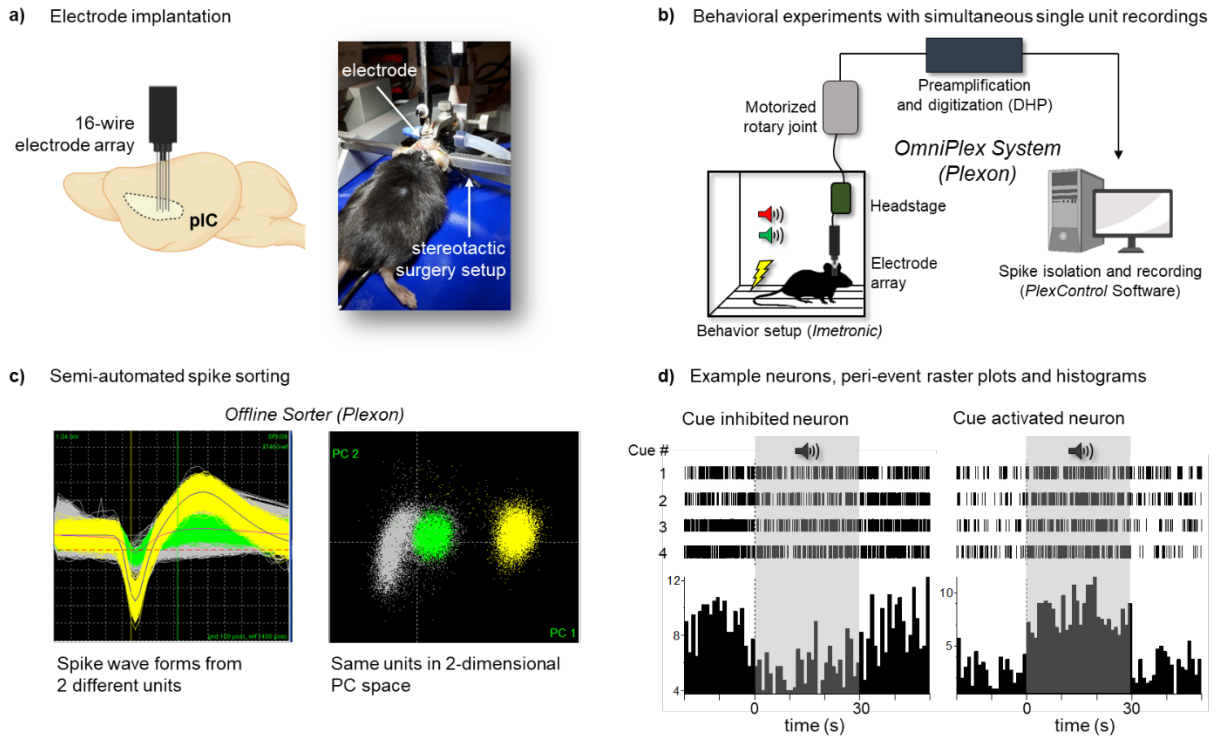 a) Electrode implantation
16-wire
electrode array
pIC
electrode
stereotactic
surgery setup
b) Behavioral experiments with simultaneous single unit recordings
Preamplification
and digitization (DHP)
Motorized
rotary joint
OmniPlex System
(Plexon)
Headstage
Electrode
array
Spike isolation and recording
(PlexControl Software)
Behavior setup (Imetronic)
c) Semi-automated spike sorting
Offline Sorter (Plexon)
PC 2
PC 1
Spike wave forms from
2 different units
Same units in 2-dimensional
PC space
d) Example neurons, peri-event raster plots and histograms
Cue inhibited neuron
Cue activated neuron
Cue #
1
2
3
4
12
8
4
0 30
time (s)
10
5
0 30
time (s)